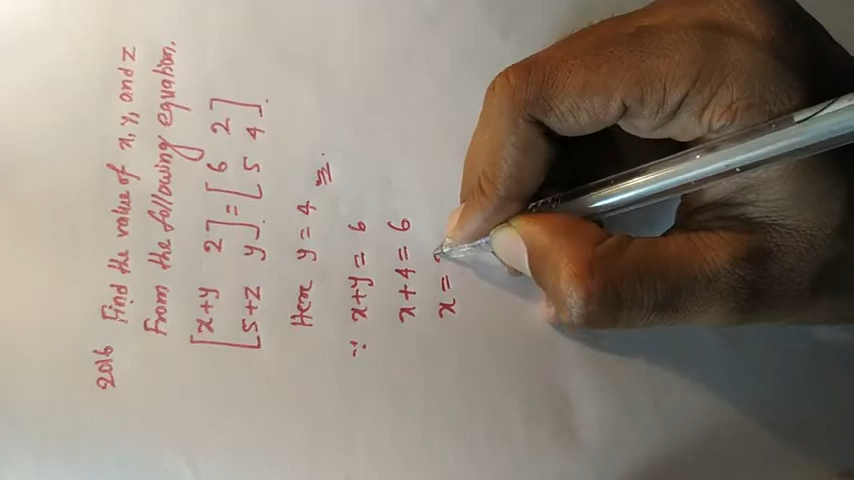 2016 Find the value of x, y, and z
from the following equation.
[x+y 2] = [6 2]
[5+z y] = [5 4].
Here y = 4
∵ x+y = 6
x+4 = 6
x =